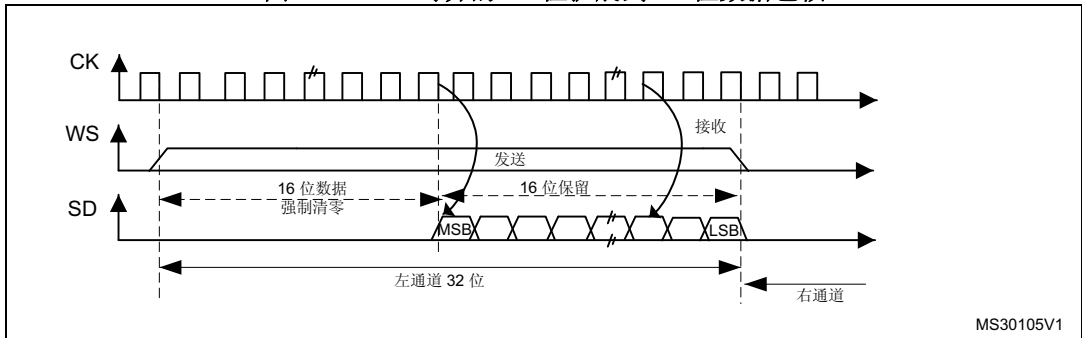 CK
接收
WS
发送
16 位数据
强制清零
16 位保留
SD
MSB
LSB
左通道 32 位
右通道
MS30105V1